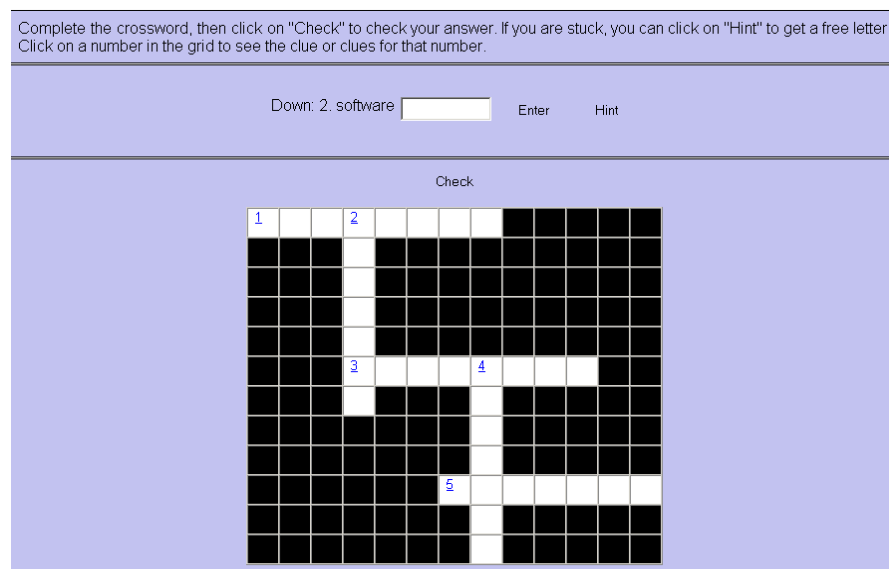 Complete the crossword, then click on "Check" to check your answer. If you are stuck, you can click on "Hint" to get a free letter
Click on a number in the grid to see the clue or clues for that number.
Down: 2. software Enter Hint
Check
1 2
3 4
5